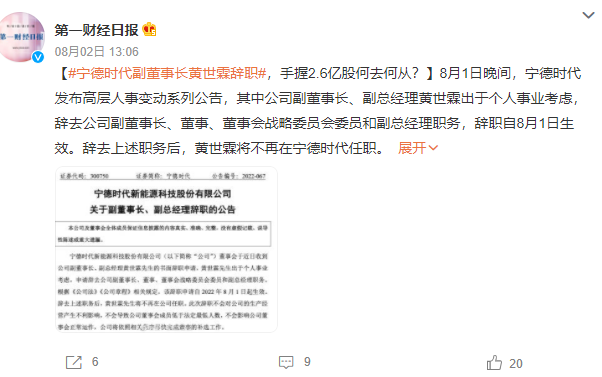 第一财经日报
第一财经日报
08月02日 13:06
【#宁德时代副董事长黄世霖辞职#，手握2.6亿股何去何从？】8月1日晚间，宁德时代
发布高层人事变动系列公告，其中公司副董事长、副总经理黄世霖出于个人事业考虑，
辞去公司副董事长、董事、董事会战略委员会委员和副总经理职务，辞职自8月1日生
效。辞去上述职务后，黄世霖将不再在宁德时代任职。 展开
证券代码：300750 证券简称：宁德时代 公告编号：2022-067
宁德时代新能源科技股份有限公司
关于副董事长、副总经理辞职的公告
本公司及董事会全体成员保证信息披露的内容真实、准确、完整，没有虚假记载、误导
性陈述或重大遗漏。
宁德时代新能源科技股份有限公司（以下简称“公司”）董事会于近日收到
公司副董事长、副总经理黄世霖先生的书面辞职申请，黄世霖先生出于个人事业考
虑，申请辞去公司副董事长、董事、董事会战略委员会委员和副总经理职务，
根据《公司法》《公司章程》相关规定，该辞职申请自 2022 年 8 月 1 日起生效。
辞去上述职务后，黄世霖先生将不再在公司任职，此次辞职不会对公司的生产经
营产生不利影响，不会导致公司董事会成员低于法定最低人数，不会影响公司董
事会正常运作，公司将依照相关程序尽快完成董事的补选工作。
6 9 20